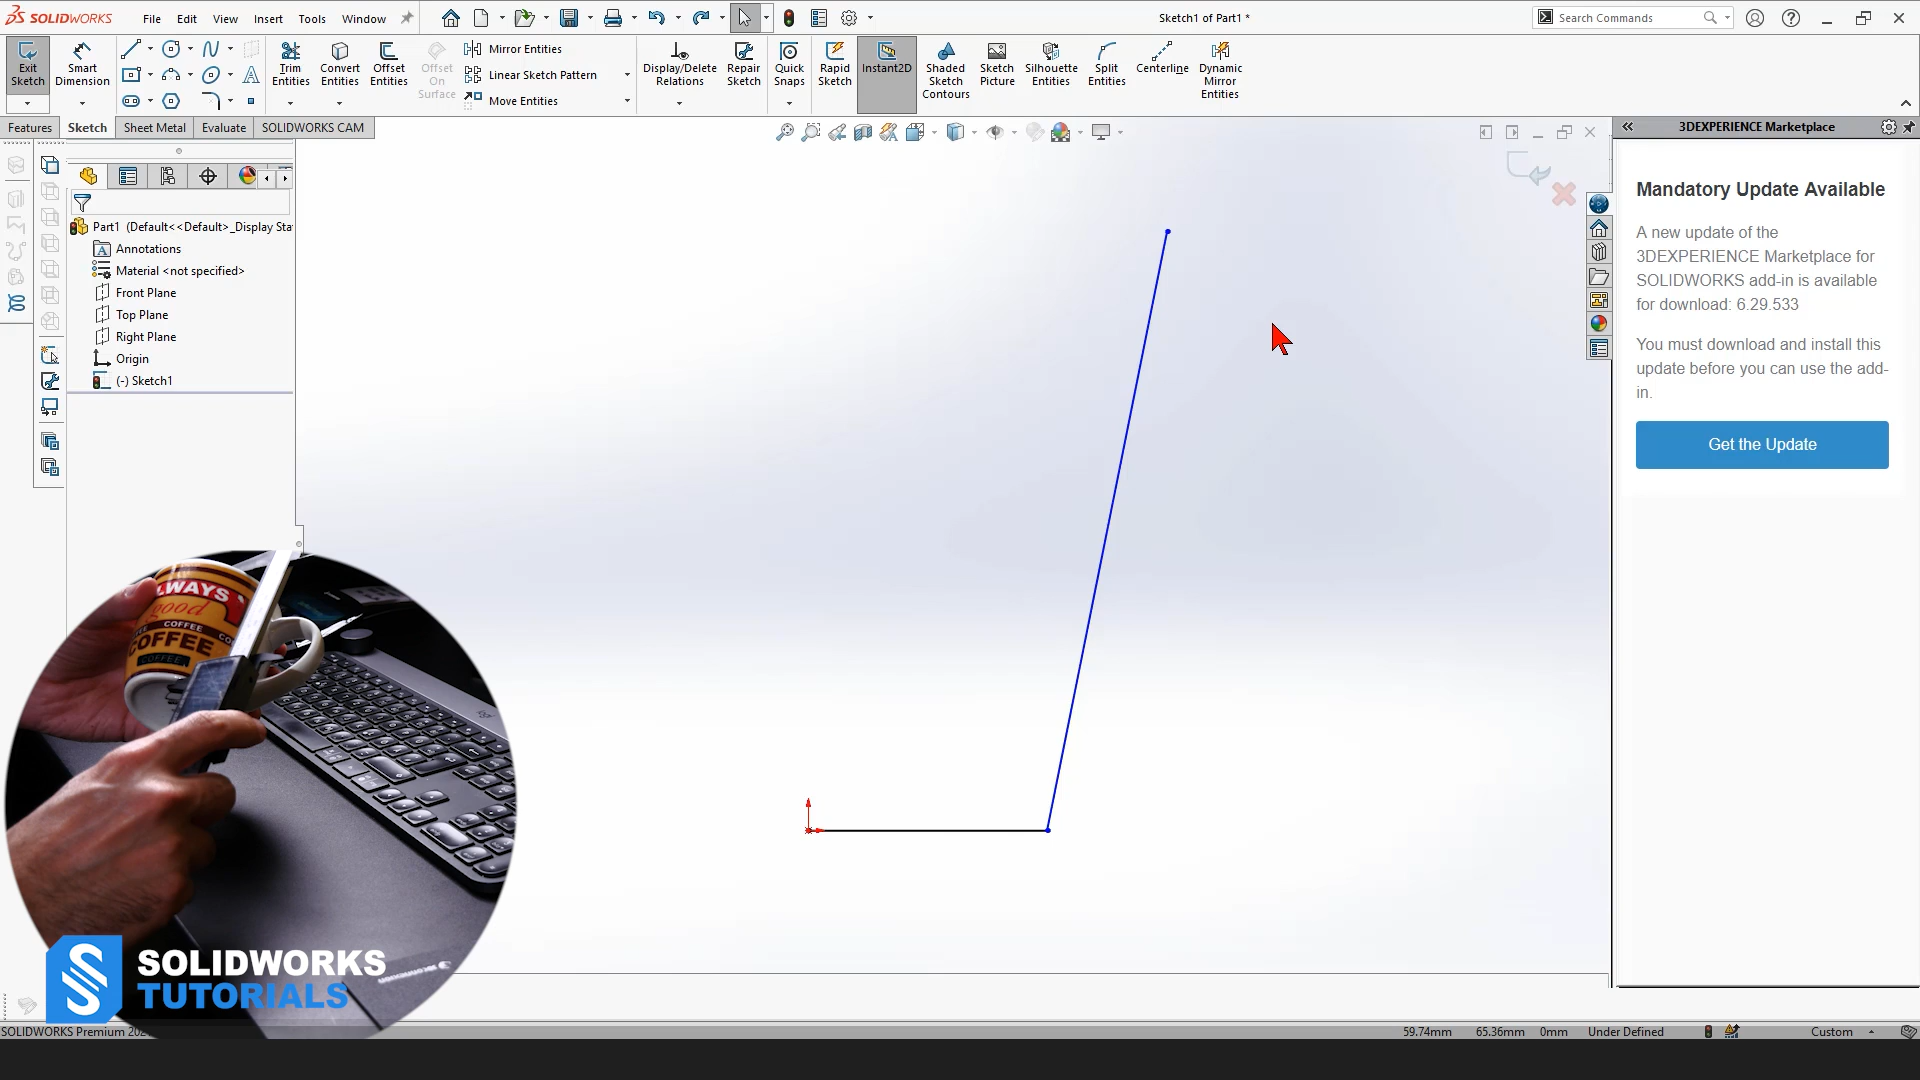 SOLIDWORKS File Edit View Insert Tools Window
Sketch1 of Part1 *
Search Commands
Exit Sketch
Smart Dimension
Trim Entities
Convert Entities
Offset Entities
Offset On Surface
Mirror Entities
Linear Sketch Pattern
Move Entities
Display/Delete Relations
Repair Sketch
Quick Snaps
Rapid Sketch
Instant2D
Shaded Sketch Contours
Sketch Picture
Silhouette Entities
Split Entities
Centerline
Dynamic Mirror Entities
Features Sketch Sheet Metal Evaluate SOLIDWORKS CAM
Part1 (Default<<Default>_Display Sta
Annotations
Material <not specified>
Front Plane
Top Plane
Right Plane
Origin
(-) Sketch1
3DEXPERIENCE Marketplace
Mandatory Update Available
A new update of the
3DEXPERIENCE Marketplace for
SOLIDWORKS add-in is available
for download: 6.29.533
You must download and install this
update before you can use the add-
in.
Get the Update
LWAYS
good
COFFEE
COFFEE
COFFEE
SOLIDWORKS
TUTORIALS
SOLIDWORKS Premium 20
59.74mm 65.36mm 0mm Under Defined Custom